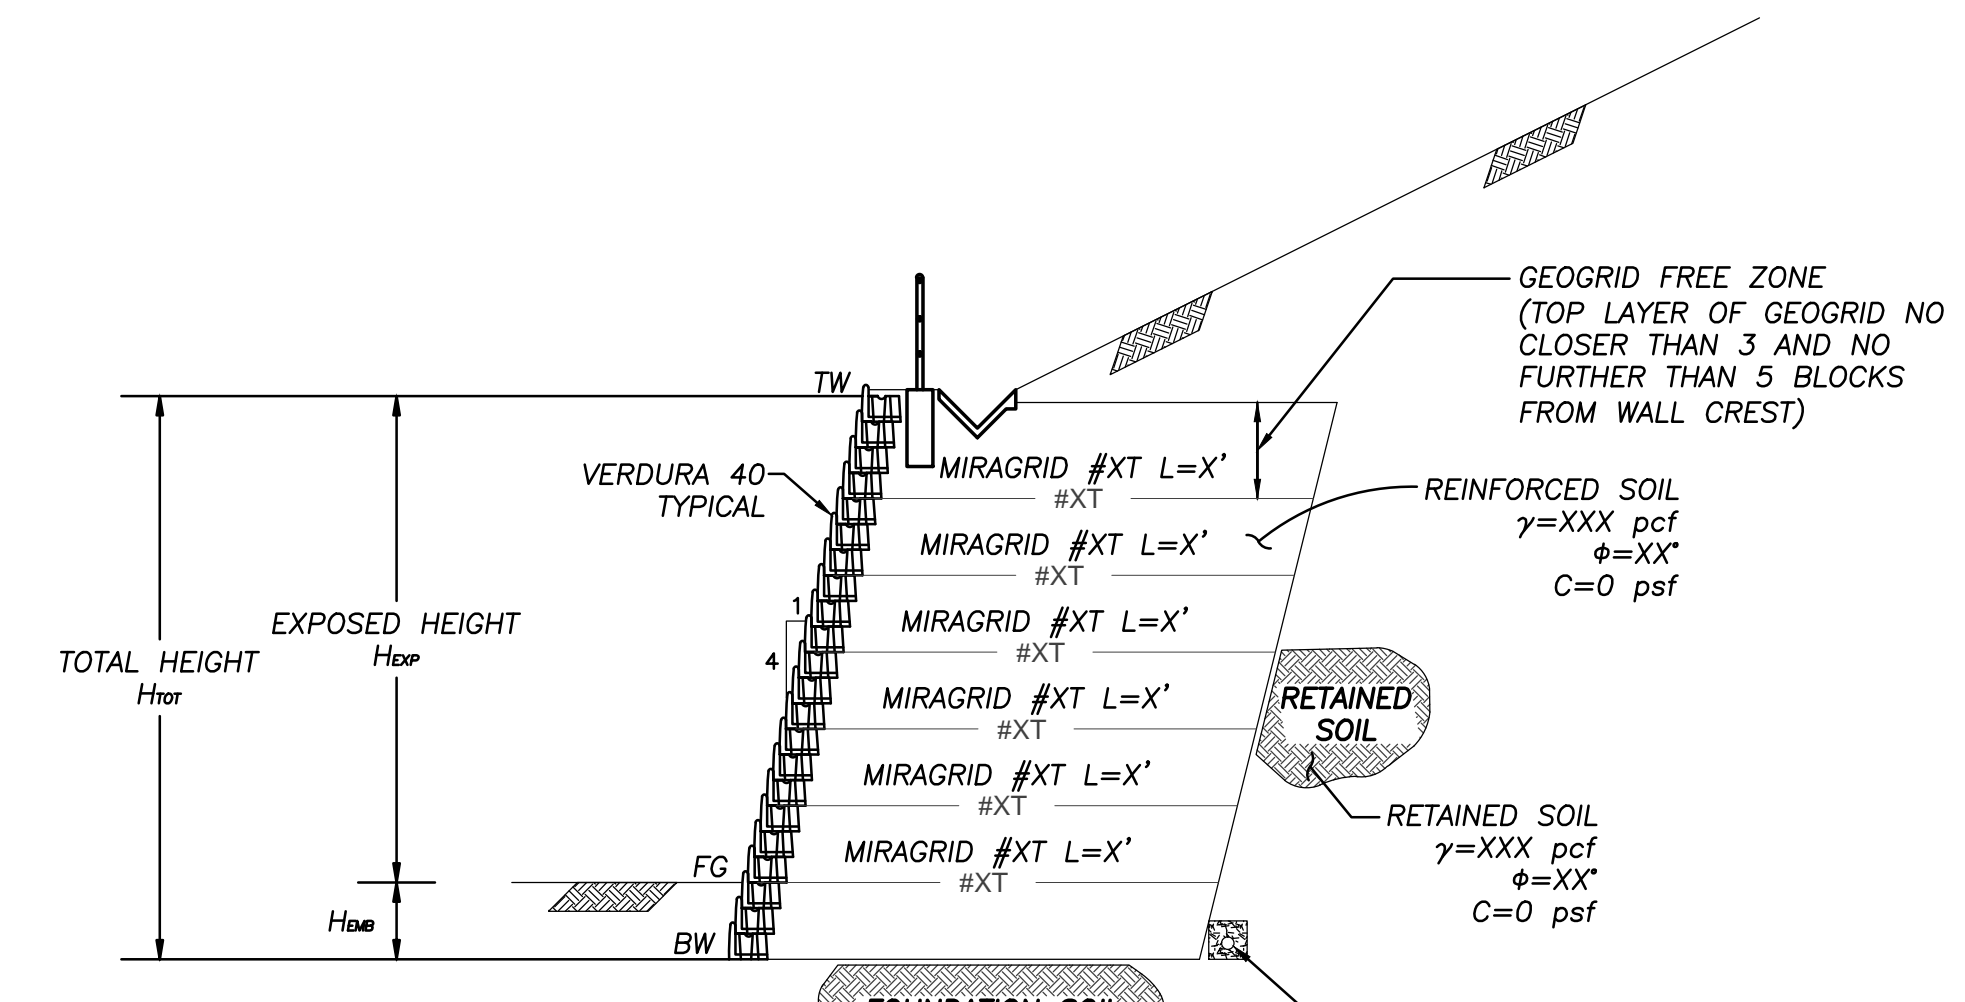 GEOGRID FREE ZONE
(TOP LAYER OF GEOGRID NO
CLOSER THAN 3 AND NO
FURTHER THAN 5 BLOCKS
FROM WALL CREST)
TW
VERDURA 40
TYPICAL
MIRAGRID #XT L=X'
#XT
REINFORCED SOIL
γ=XXX pcf
φ=XX°
C=0 psf
MIRAGRID #XT L=X'
#XT
1
4
EXPOSED HEIGHT
HEXP
TOTAL HEIGHT
HTOT
MIRAGRID #XT L=X'
#XT
MIRAGRID #XT L=X'
#XT
RETAINED
SOIL
MIRAGRID #XT L=X'
#XT
RETAINED SOIL
γ=XXX pcf
φ=XX°
C=0 psf
MIRAGRID #XT L=X'
#XT
FG
HEMB
BW
FOUNDATION SOIL